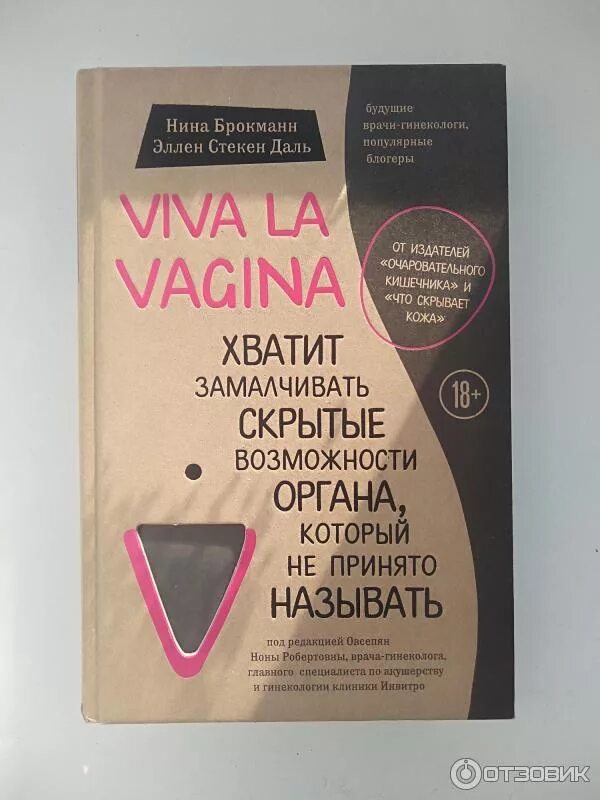 Нина Брокманн
Эллен Стекен Даль
будущие
врачи-гинекологи,
популярные
блогеры
VIVA LA
VAGINA
ОТ ИЗДАТЕЛЕЙ
«ОЧАРОВАТЕЛЬНОГО
КИШЕЧНИКА» И
«ЧТО СКРЫВАЕТ
КОЖА»
18+
ХВАТИТ
ЗАМАЛЧИВАТЬ
СКРЫТЫЕ
ВОЗМОЖНОСТИ
ОРГАНА,
КОТОРЫЙ
НЕ ПРИНЯТО
НАЗЫВАТЬ
под редакцией Овсепян
Ноны Робертовны, врача-гинеколога,
главного специалиста по акушерству
и гинекологии клиники Инвитро
ОТЗОВИК